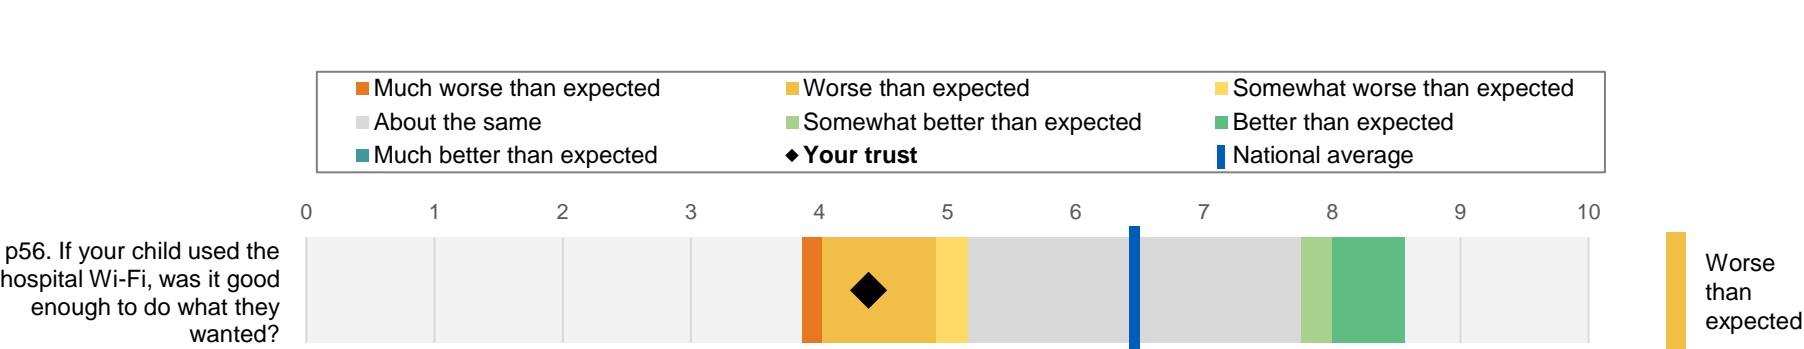 Much worse than expected
Worse than expected
Somewhat worse than expected
About the same
Somewhat better than expected
Better than expected
Much better than expected
Your trust
National average
0 1 2 3 4 5 6 7 8 9 10
p56. If your child used the
hospital Wi-Fi, was it good
enough to do what they
wanted?
Worse
than
expected